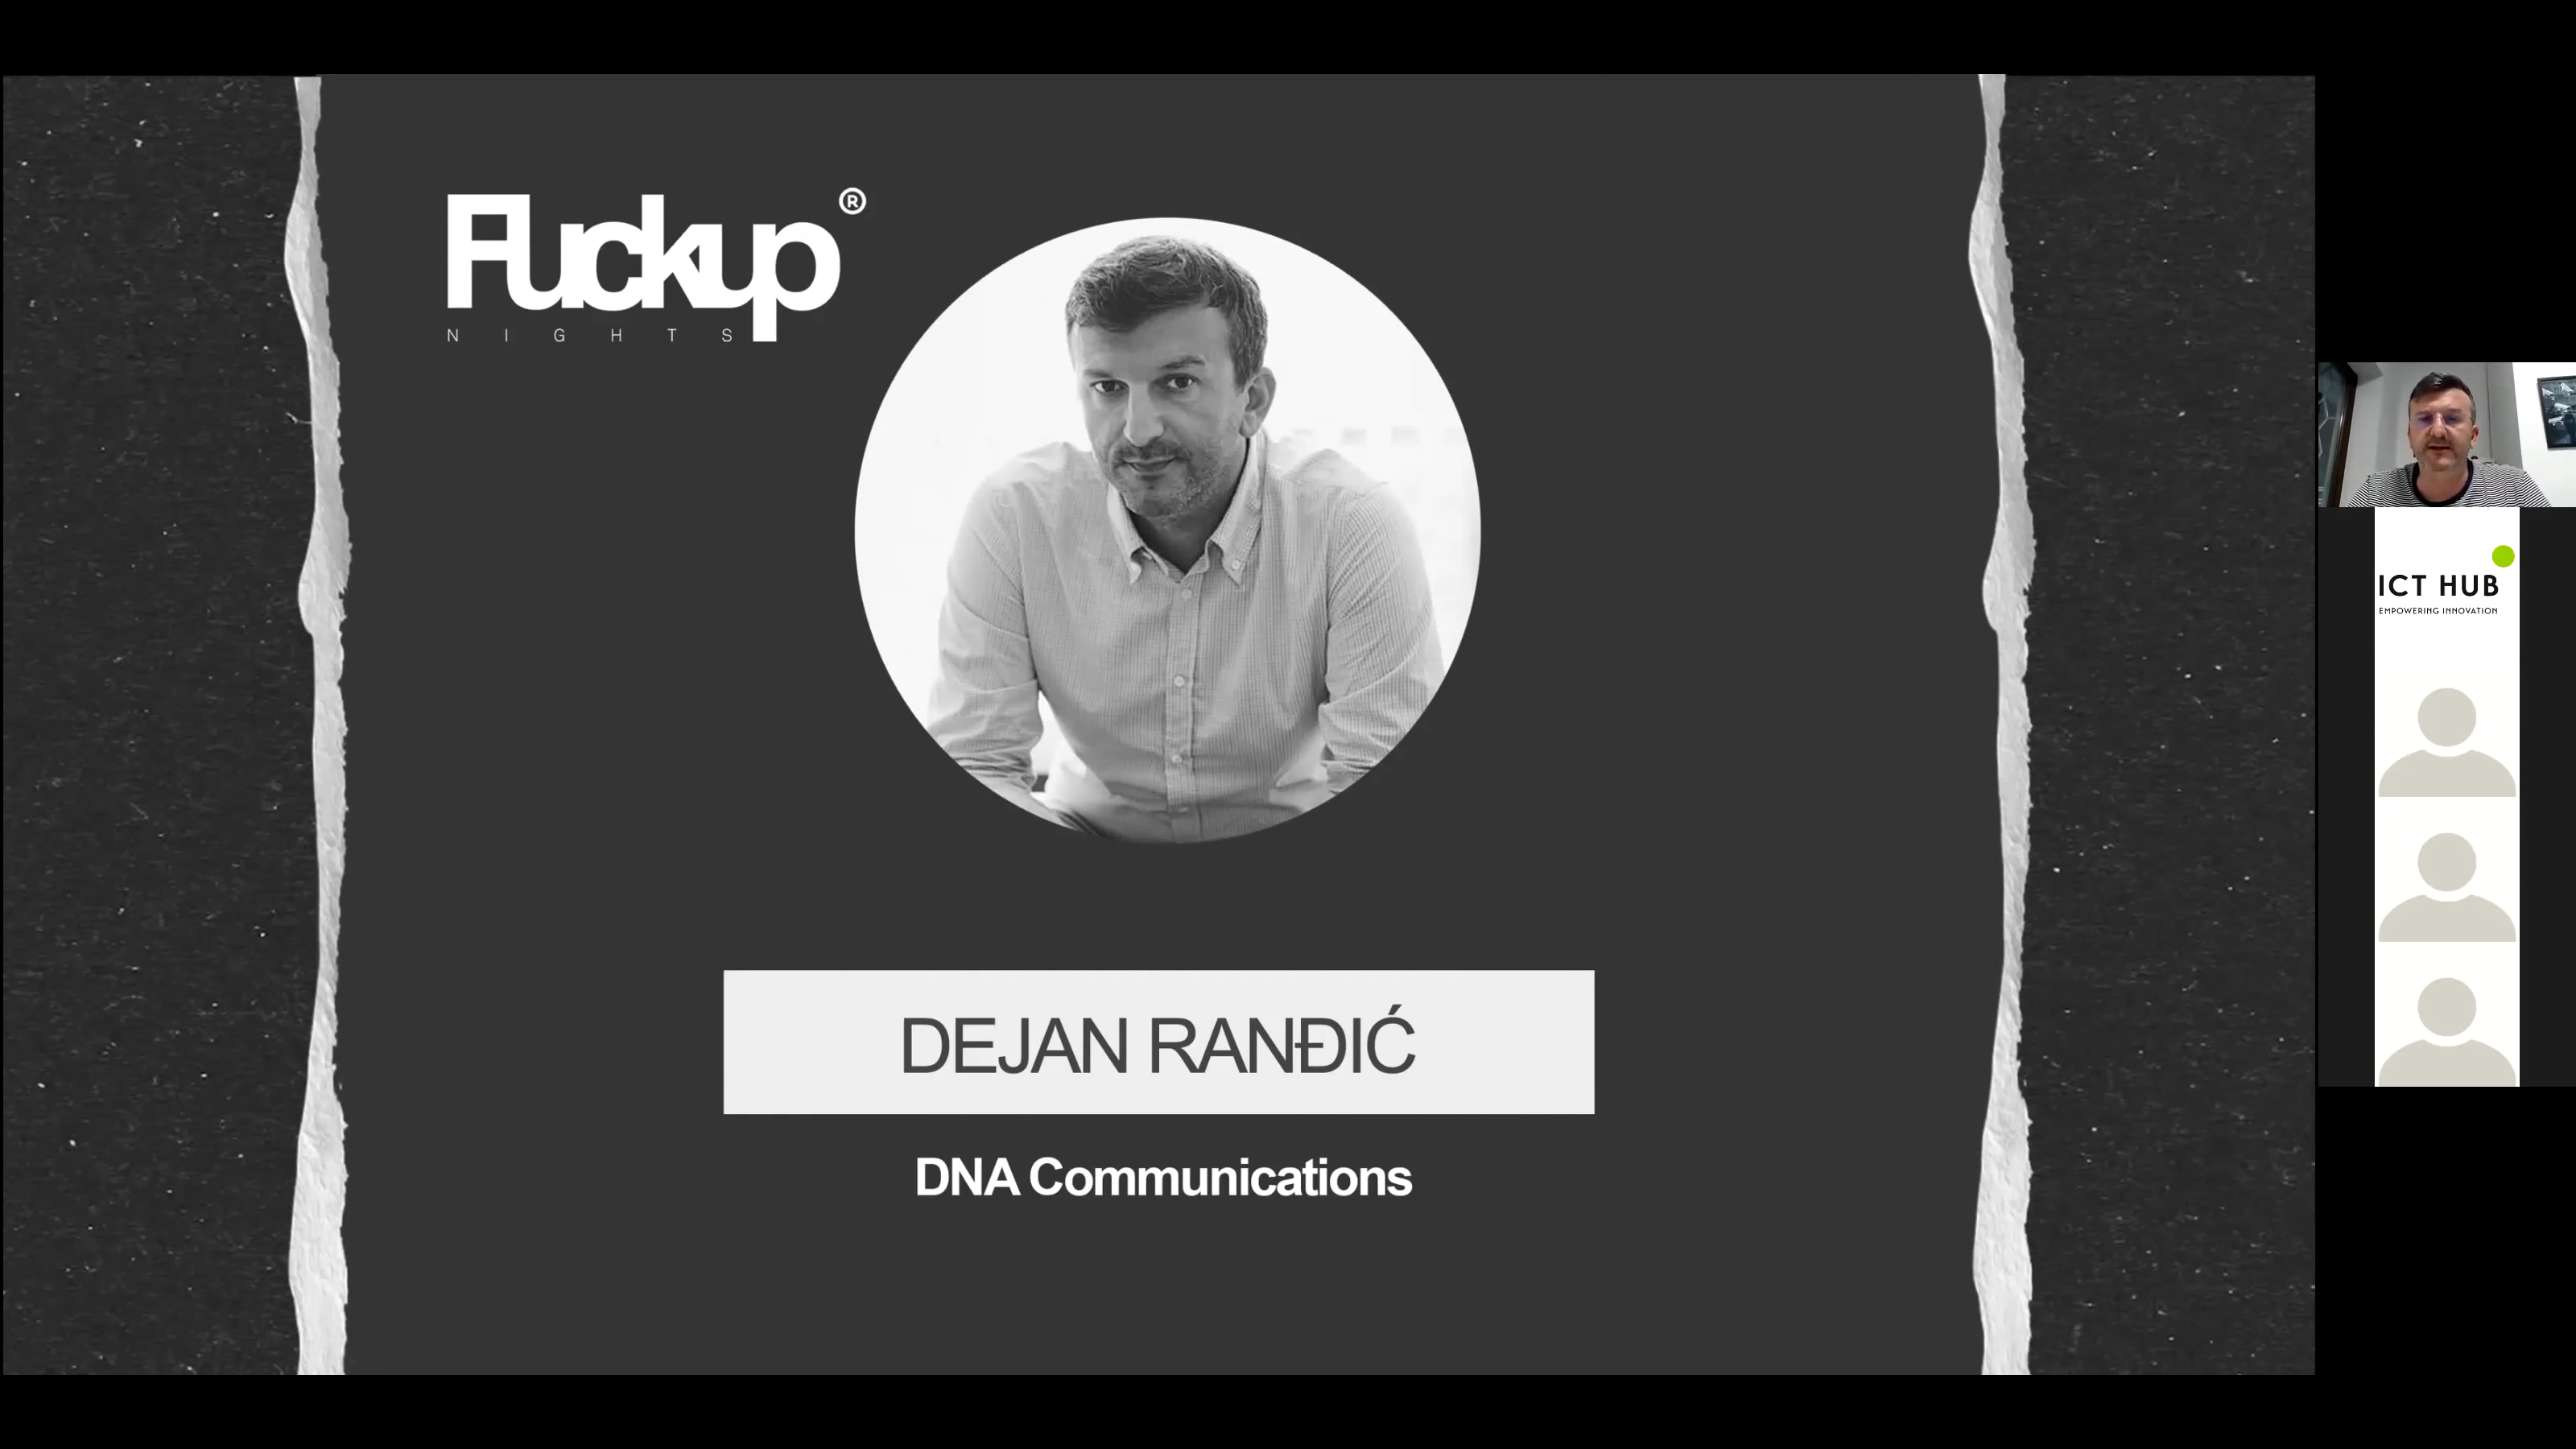 Fuckup®
NIGHTS
DEJAN RANĐIĆ
DNA Communications
ICT HUB
EMPOWERING INNOVATION